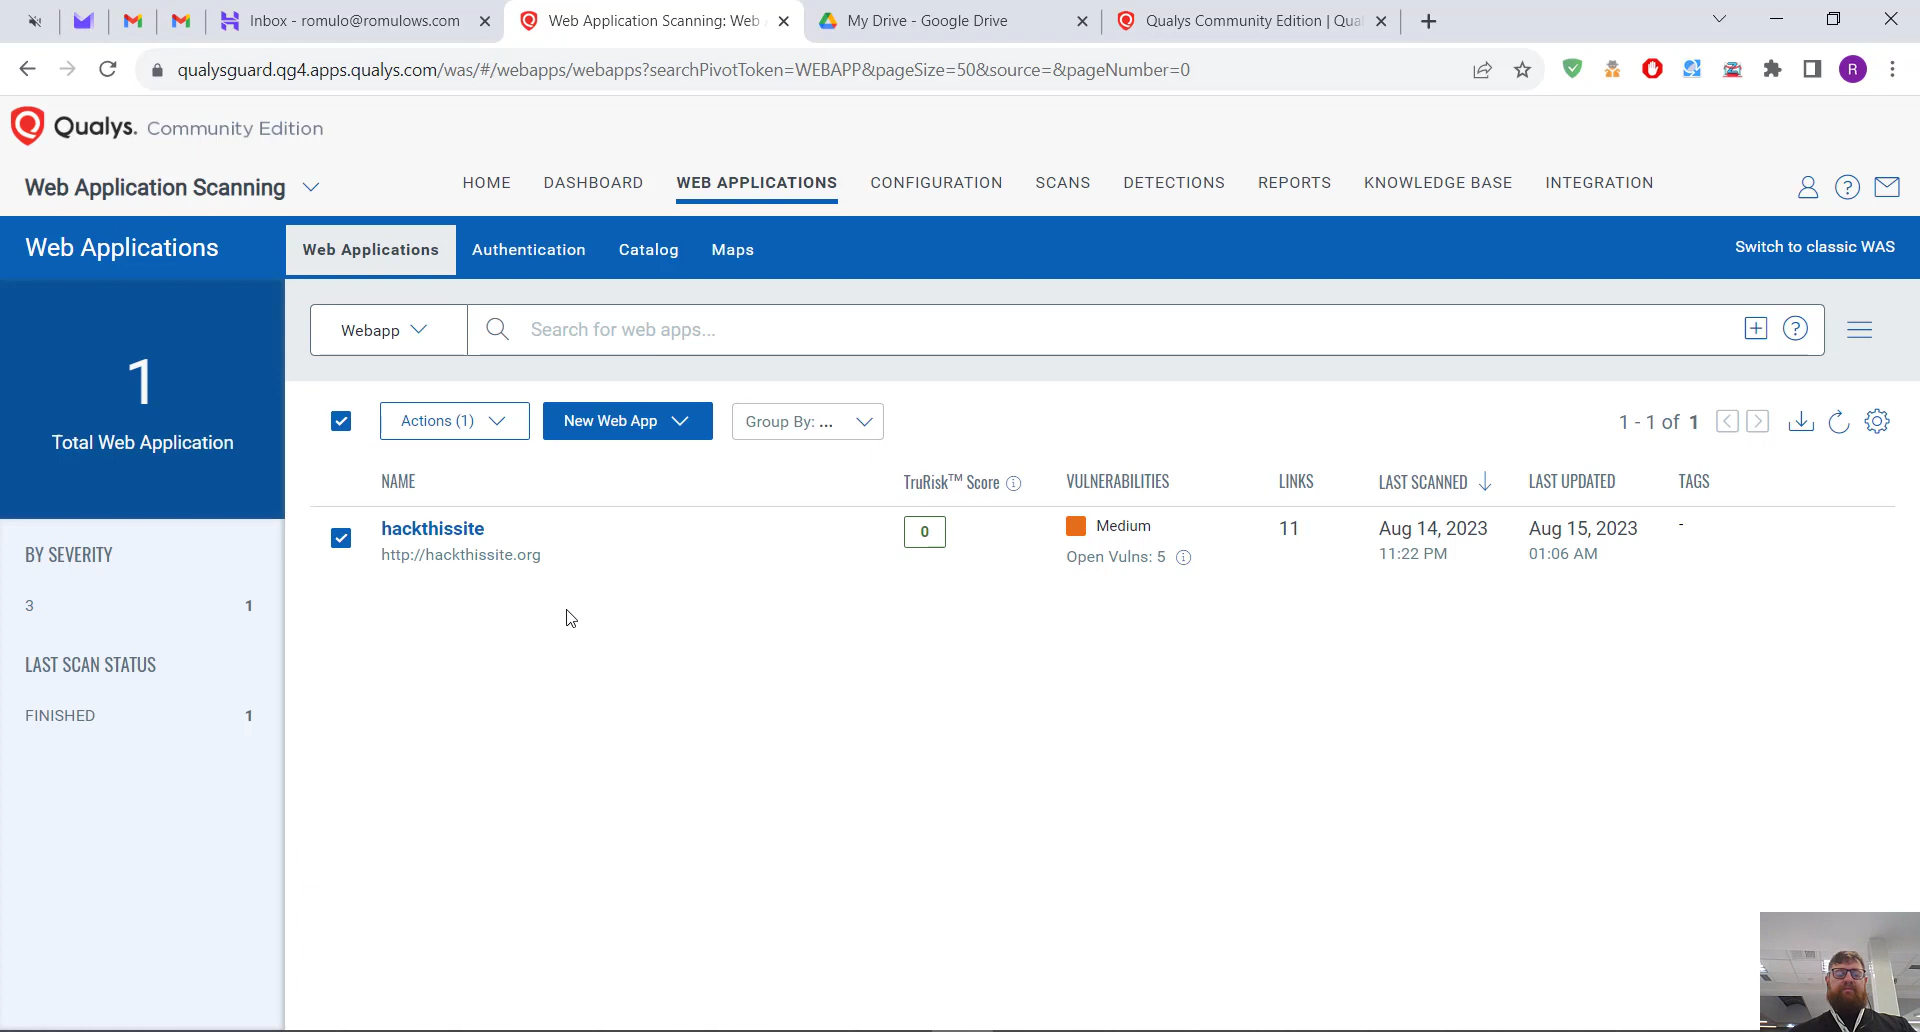 Inbox - romulo@romulows.com
Web Application Scanning: Web
My Drive - Google Drive
Qualys Community Edition | Qua
qualysguard.qg4.apps.qualys.com/was/#/webapps/webapps?searchPivotToken=WEBAPP&pageSize=50&source=&pageNumber=0
R
Qualys. Community Edition
Web Application Scanning
HOME DASHBOARD WEB APPLICATIONS CONFIGURATION SCANS DETECTIONS REPORTS KNOWLEDGE BASE INTEGRATION
Web Applications
Web Applications Authentication Catalog Maps
Switch to classic WAS
1
Total Web Application
BY SEVERITY
3 1
LAST SCAN STATUS
FINISHED 1
Webapp
Search for web apps...
Actions (1) New Web App Group By: ...
1 - 1 of 1
NAME TruRisk™ Score VULNERABILITIES LINKS LAST SCANNED LAST UPDATED TAGS
hackthissite 0 Medium 11 Aug 14, 2023 Aug 15, 2023 -
http://hackthissite.org Open Vulns: 5 11:22 PM 01:06 AM